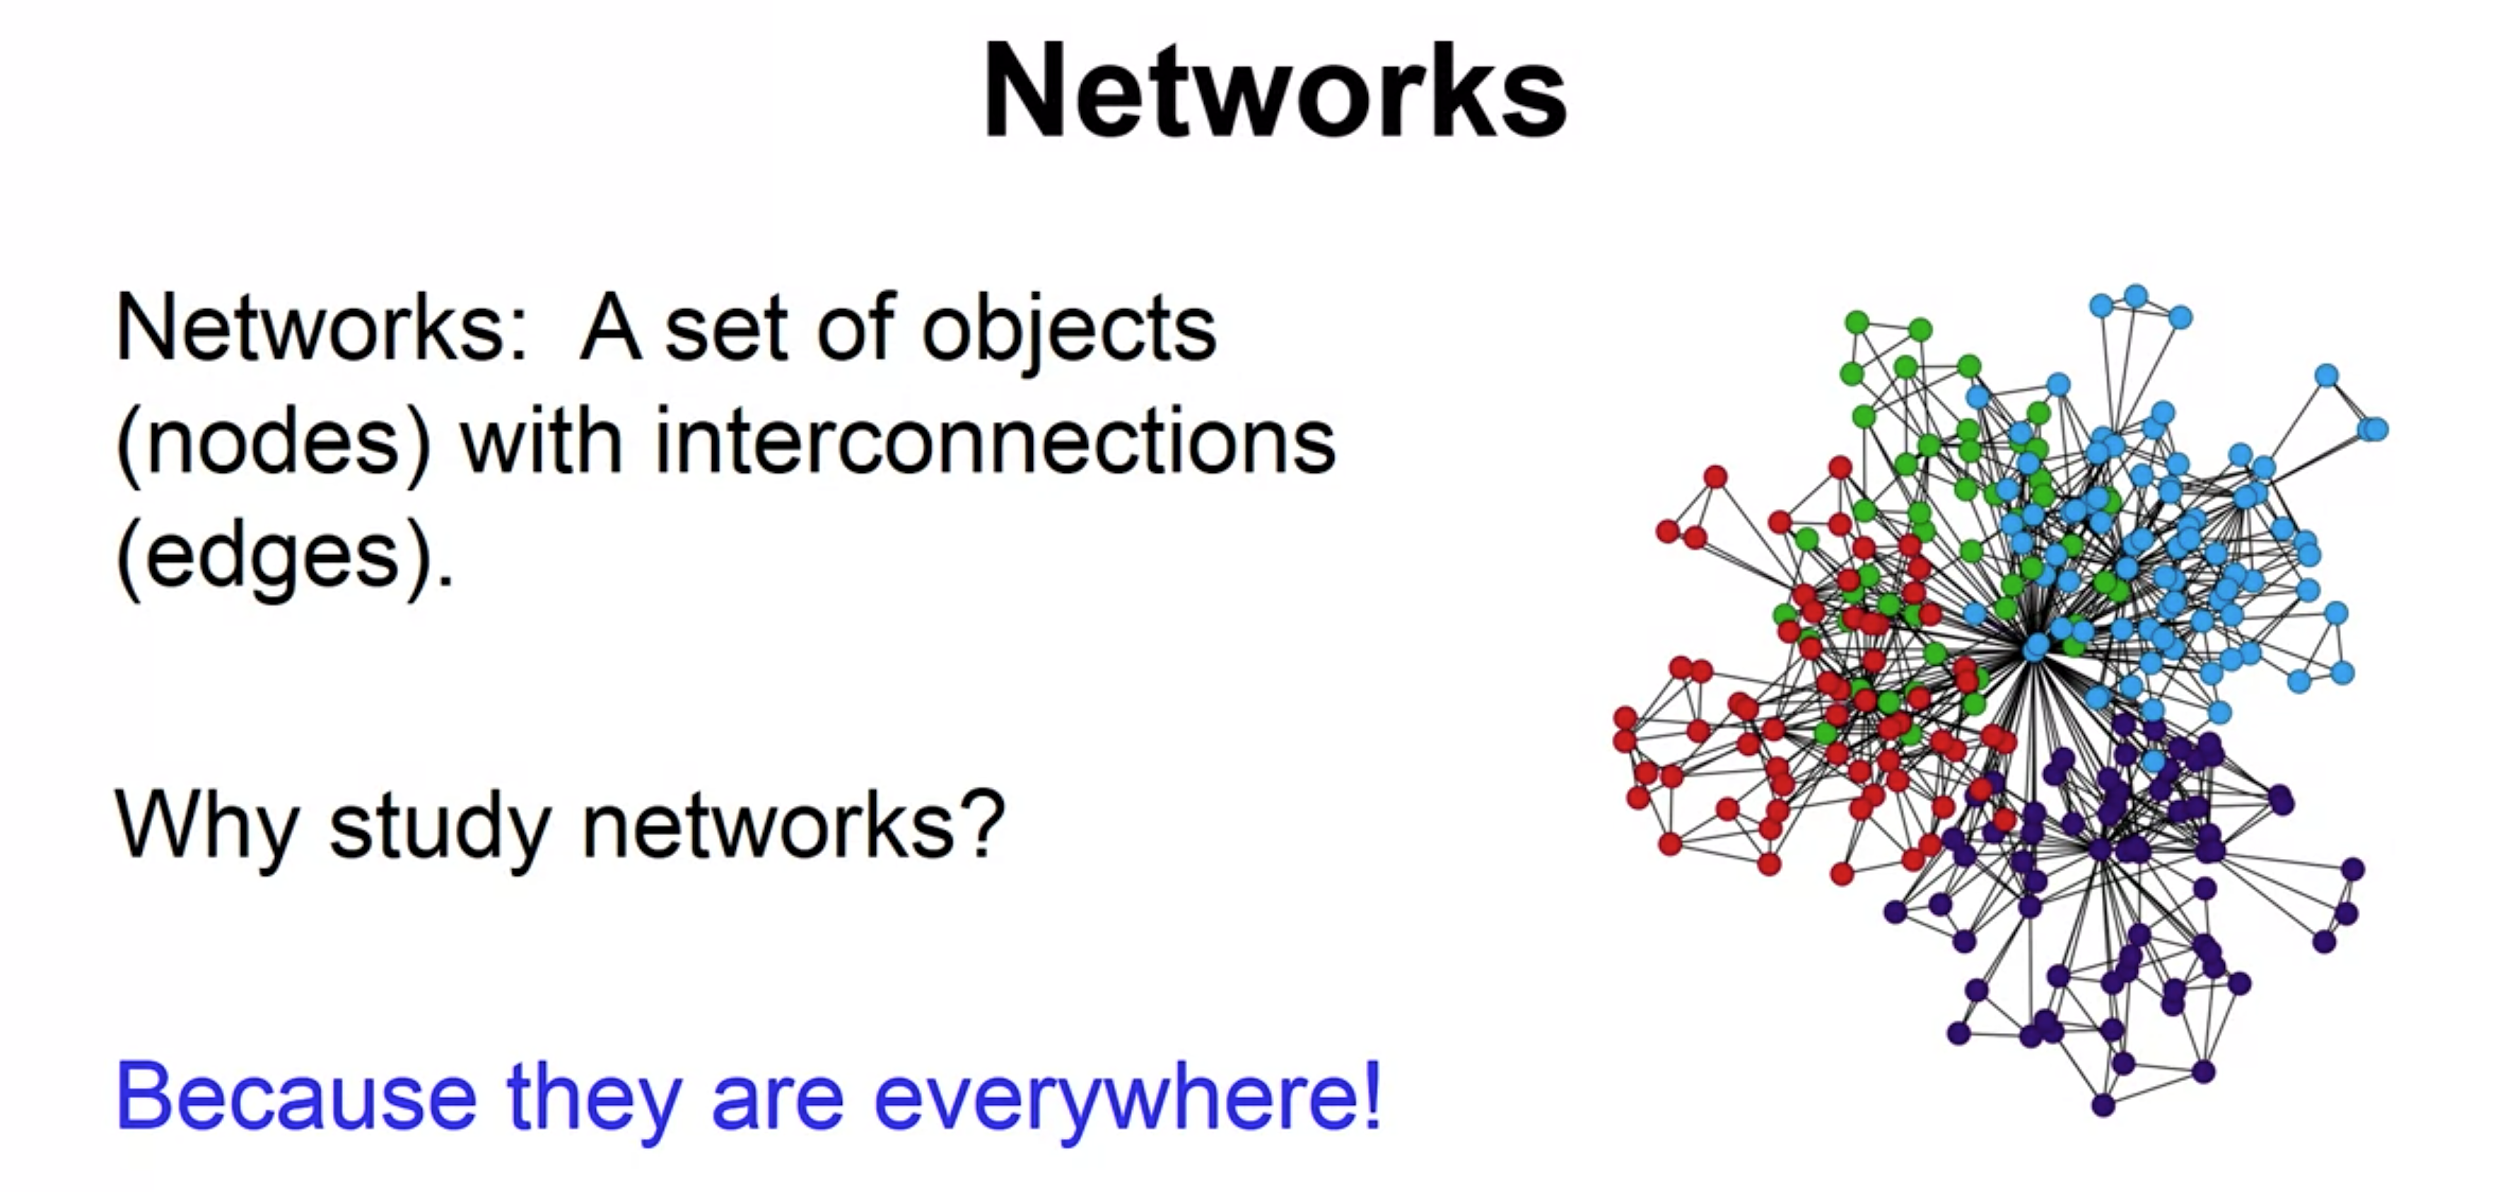 Networks
Networks:  A set of objects
(nodes) with interconnections
(edges).
Why study networks?
Because they are everywhere!